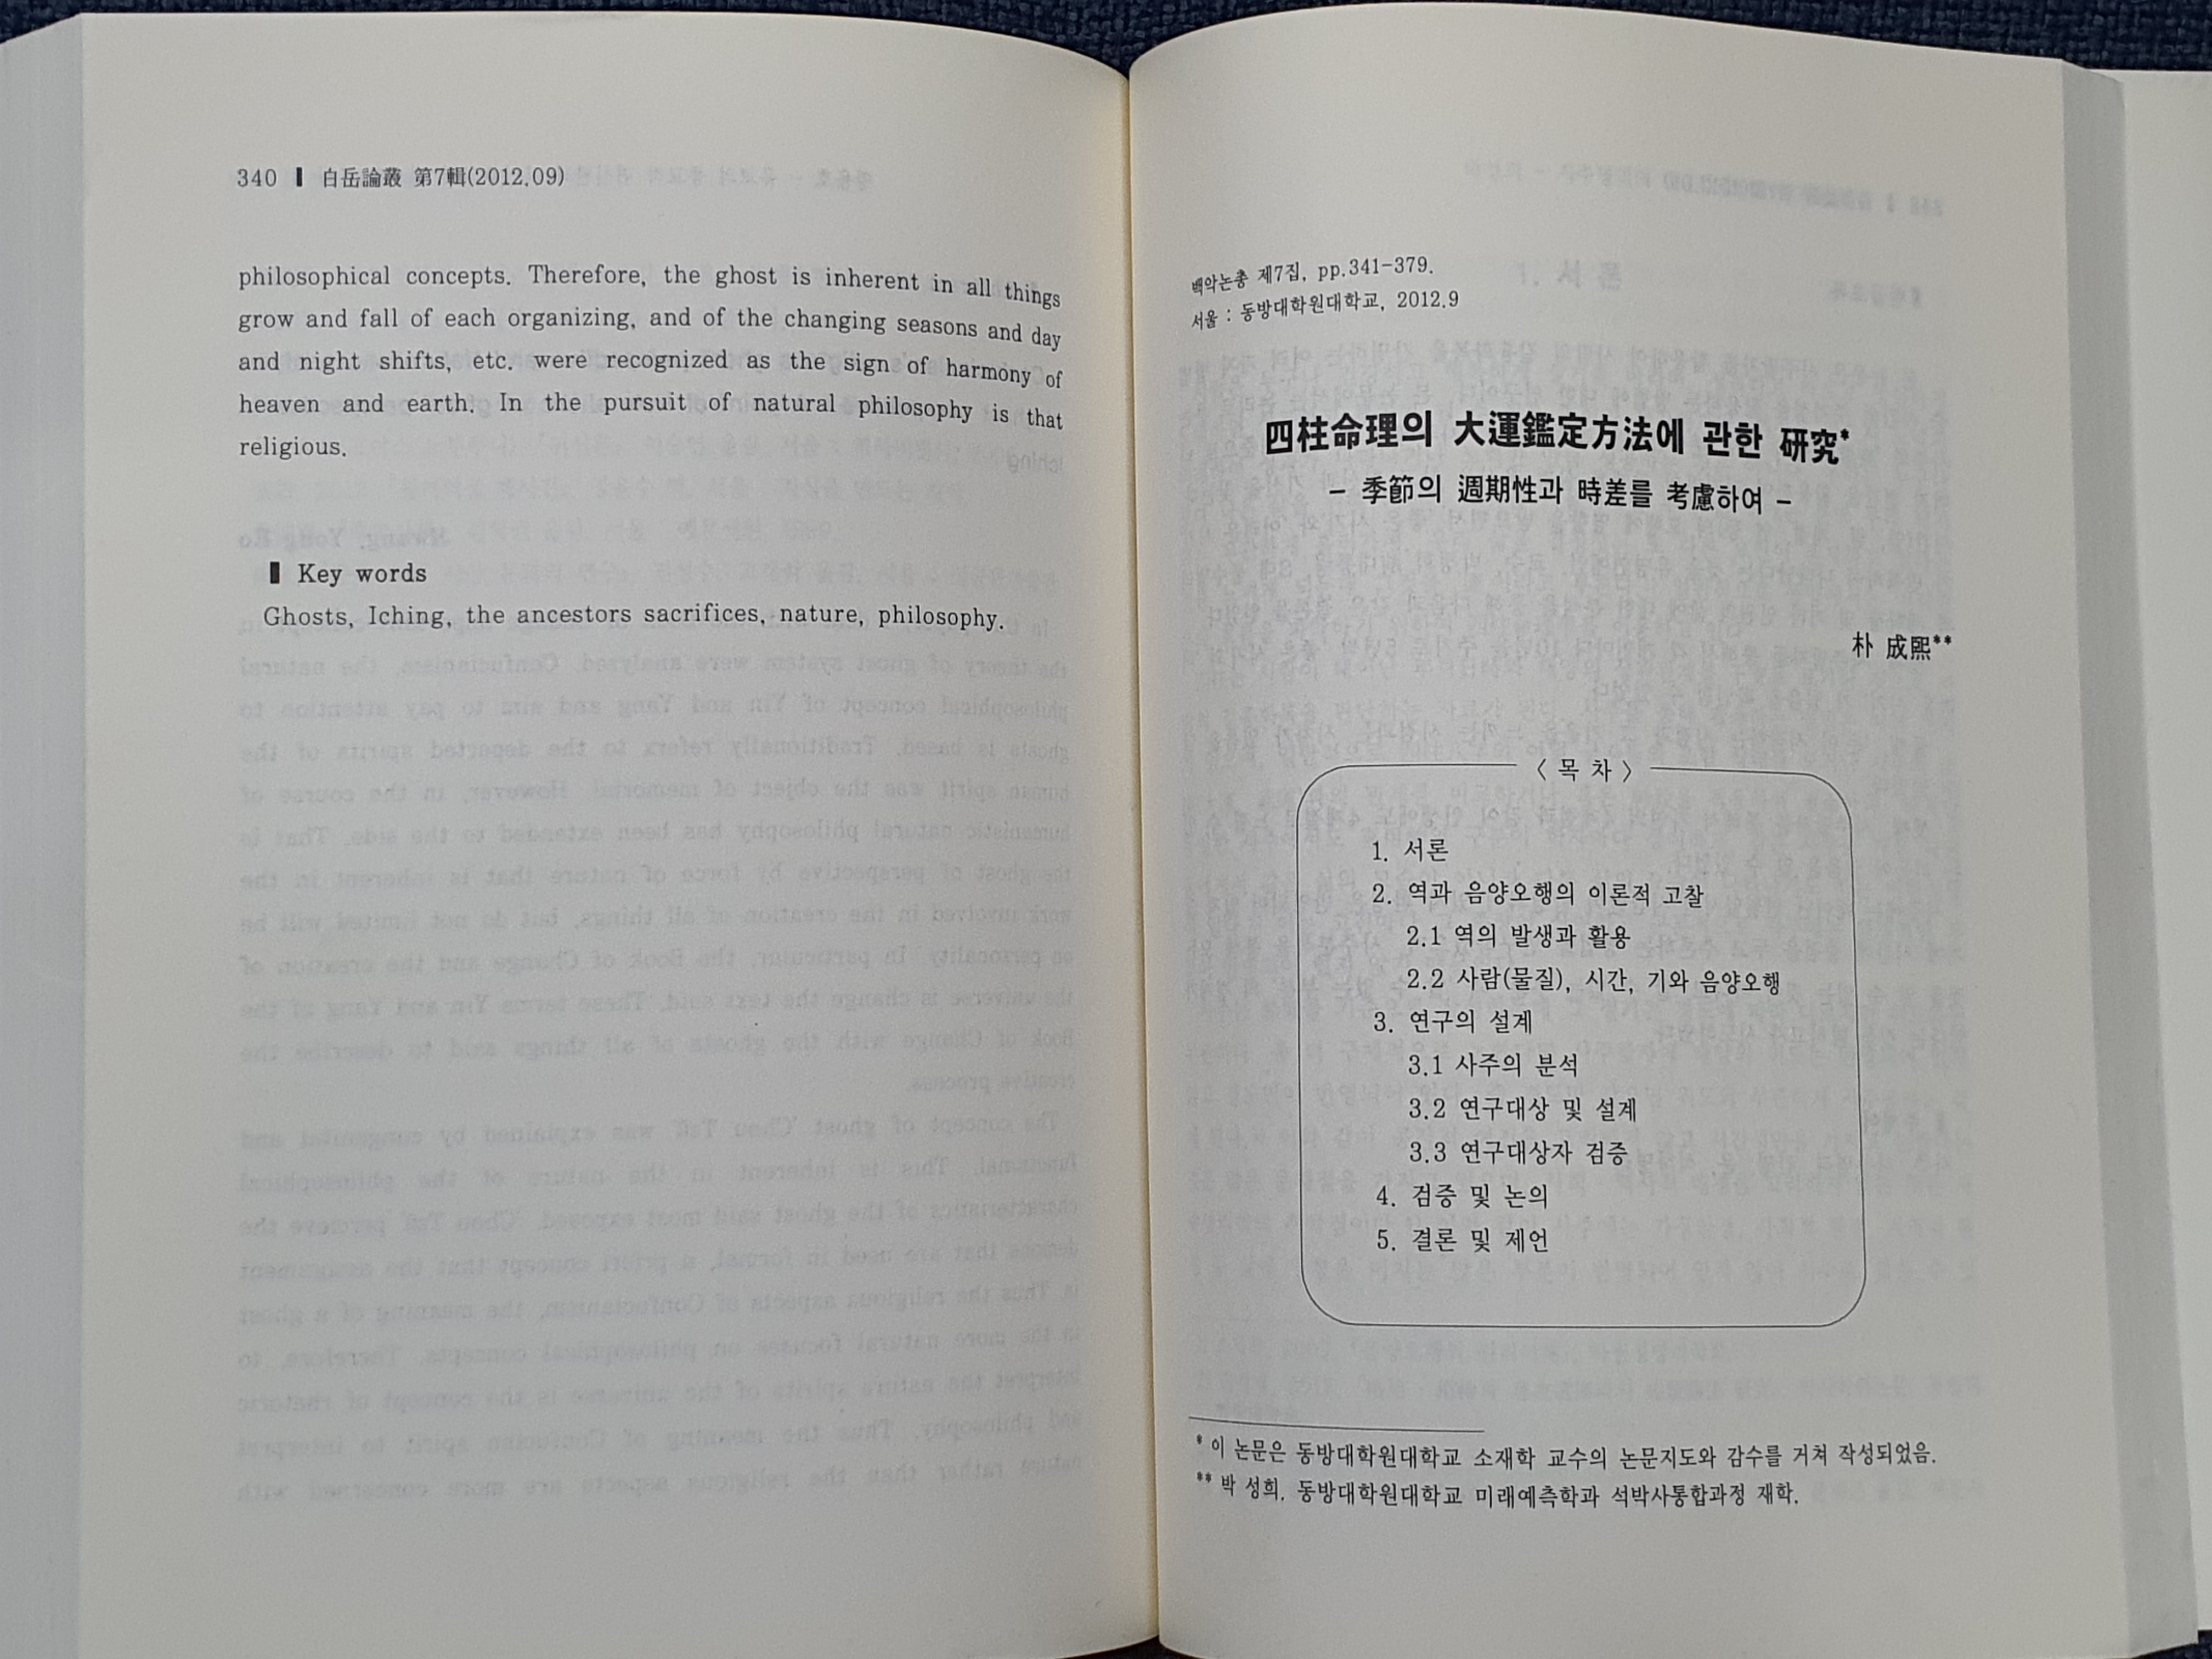 340 ▌ 白岳論叢 第7輯(2012.09)
philosophical concepts. Therefore, the ghost is inherent in all things
grow and fall of each organizing, and of the changing seasons and day
and night shifts, etc. were recognized as the sign of harmony of
heaven and earth. In the pursuit of natural philosophy is that
religious.
▌ Key words
Ghosts, Iching, the ancestors sacrifices, nature, philosophy.
백악논총 제7집, pp.341-379.
서울 : 동방대학원대학교, 2012.9
四柱命理의 大運鑑定方法에 관한 研究*
- 季節의 週期性과 時差를 考慮하여 -
朴 成熙**
〈 목 차 〉
1. 서론
2. 역과 음양오행의 이론적 고찰
2.1 역의 발생과 활용
2.2 사람(물질), 시간, 기와 음양오행
3. 연구의 설계
3.1 사주의 분석
3.2 연구대상 및 설계
3.3 연구대상자 검증
4. 검증 및 논의
5. 결론 및 제언
* 이 논문은 동방대학원대학교 소재학 교수의 논문지도와 감수를 거쳐 작성되었음.
** 박 성희. 동방대학원대학교 미래예측학과 석박사통합과정 재학.